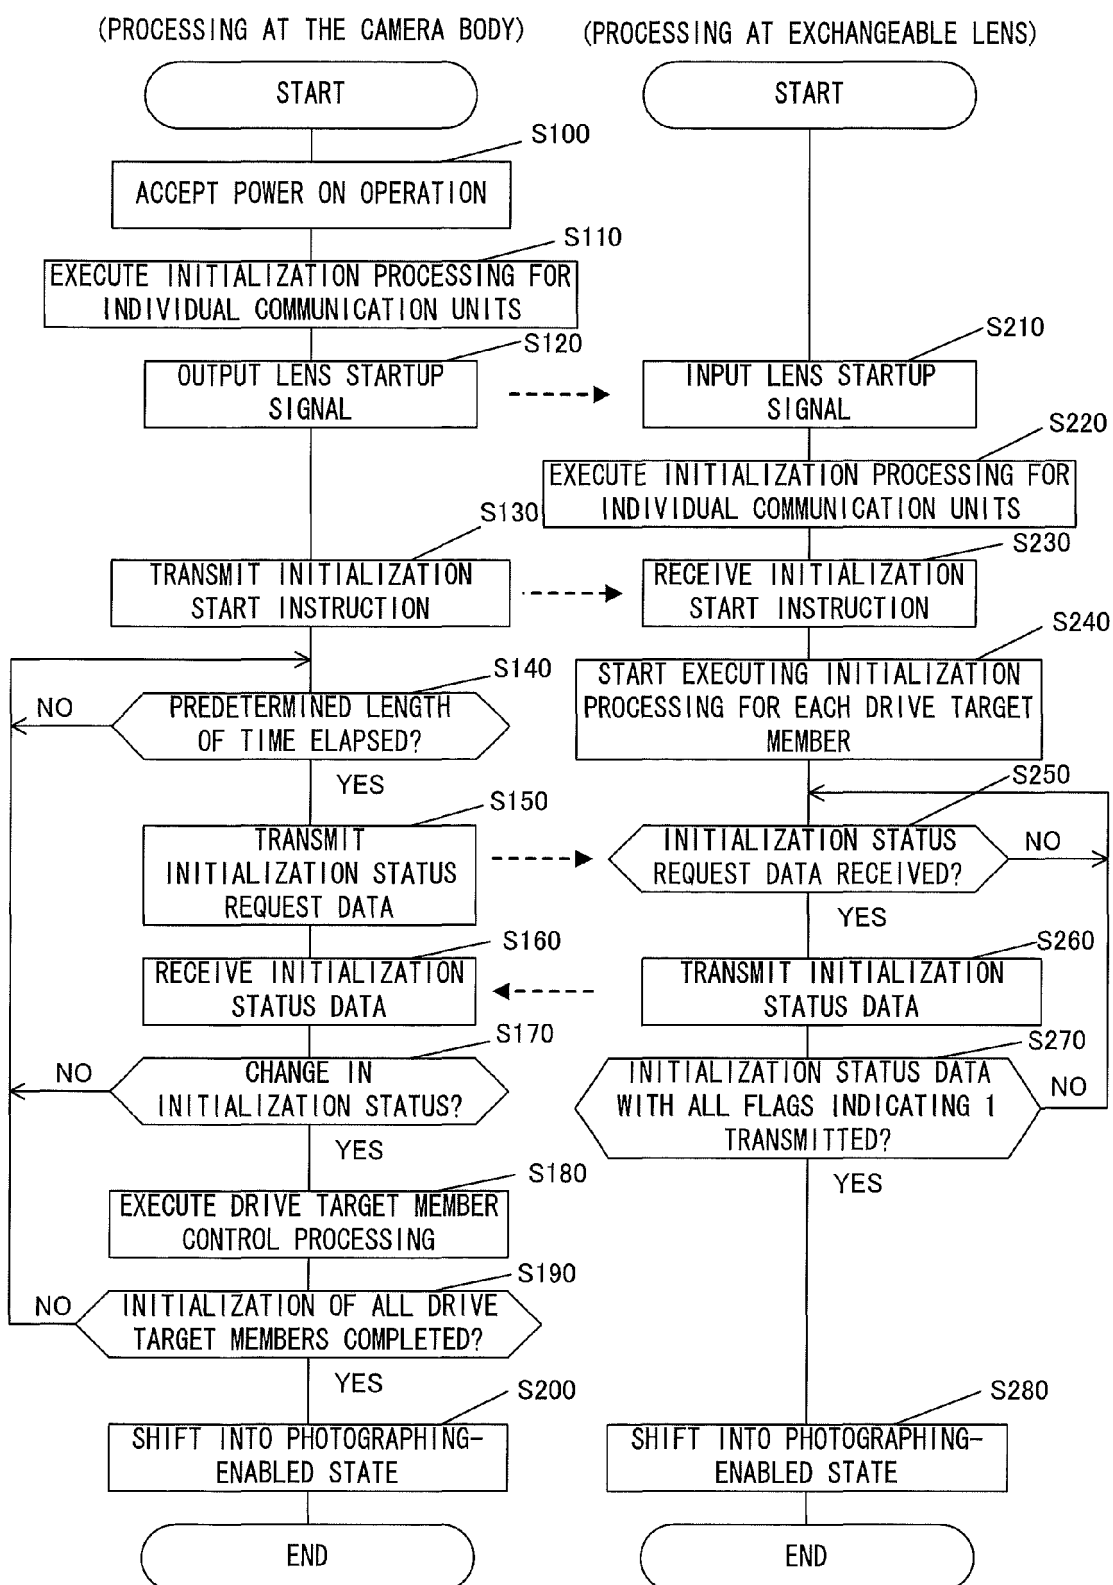 (PROCESSING AT THE CAMERA BODY)
START
S100
ACCEPT POWER ON OPERATION
S110
EXECUTE INITIALIZATION PROCESSING FOR
INDIVIDUAL COMMUNICATION UNITS
S120
OUTPUT LENS STARTUP
SIGNAL
S130
TRANSMIT INITIALIZATION
START INSTRUCTION
S140
PREDETERMINED LENGTH
OF TIME ELAPSED?
NO
YES
S150
TRANSMIT
INITIALIZATION STATUS
REQUEST DATA
S160
RECEIVE INITIALIZATION
STATUS DATA
S170
CHANGE IN
INITIALIZATION STATUS?
NO
YES
S180
EXECUTE DRIVE TARGET MEMBER
CONTROL PROCESSING
S190
INITIALIZATION OF ALL DRIVE
TARGET MEMBERS COMPLETED?
NO
YES
S200
SHIFT INTO PHOTOGRAPHING-
ENABLED STATE
END
(PROCESSING AT EXCHANGEABLE LENS)
START
S210
INPUT LENS STARTUP
SIGNAL
S220
EXECUTE INITIALIZATION PROCESSING FOR
INDIVIDUAL COMMUNICATION UNITS
S230
RECEIVE INITIALIZATION
START INSTRUCTION
S240
START EXECUTING INITIALIZATION
PROCESSING FOR EACH DRIVE TARGET
MEMBER
S250
INITIALIZATION STATUS
REQUEST DATA RECEIVED?
NO
YES
S260
TRANSMIT INITIALIZATION
STATUS DATA
S270
INITIALIZATION STATUS DATA
WITH ALL FLAGS INDICATING 1
TRANSMITTED?
NO
YES
S280
SHIFT INTO PHOTOGRAPHING-
ENABLED STATE
END